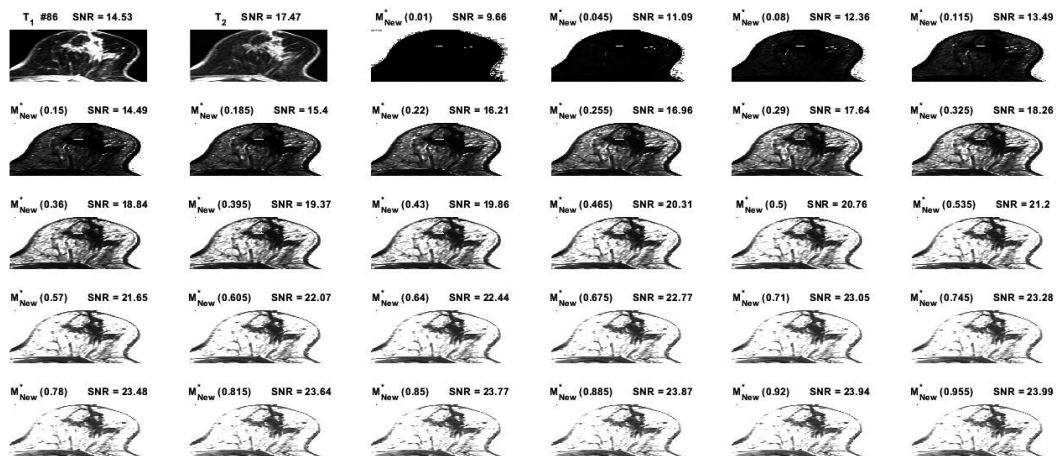 T1 #86 SNR = 14.53 T2 SNR = 17.47 M*New (0.01) SNR = 9.66 M*New (0.045) SNR = 11.09 M*New (0.08) SNR = 12.36 M*New (0.115) SNR = 13.49
M*New (0.15) SNR = 14.49 M*New (0.185) SNR = 15.4 M*New (0.22) SNR = 16.21 M*New (0.255) SNR = 16.96 M*New (0.29) SNR = 17.64 M*New (0.325) SNR = 18.26
M*New (0.36) SNR = 18.84 M*New (0.395) SNR = 19.37 M*New (0.43) SNR = 19.86 M*New (0.465) SNR = 20.31 M*New (0.5) SNR = 20.76 M*New (0.535) SNR = 21.2
M*New (0.57) SNR = 21.65 M*New (0.605) SNR = 22.07 M*New (0.64) SNR = 22.44 M*New (0.675) SNR = 22.77 M*New (0.71) SNR = 23.05 M*New (0.745) SNR = 23.28
M*New (0.78) SNR = 23.48 M*New (0.815) SNR = 23.64 M*New (0.85) SNR = 23.77 M*New (0.885) SNR = 23.87 M*New (0.92) SNR = 23.94 M*New (0.955) SNR = 23.99